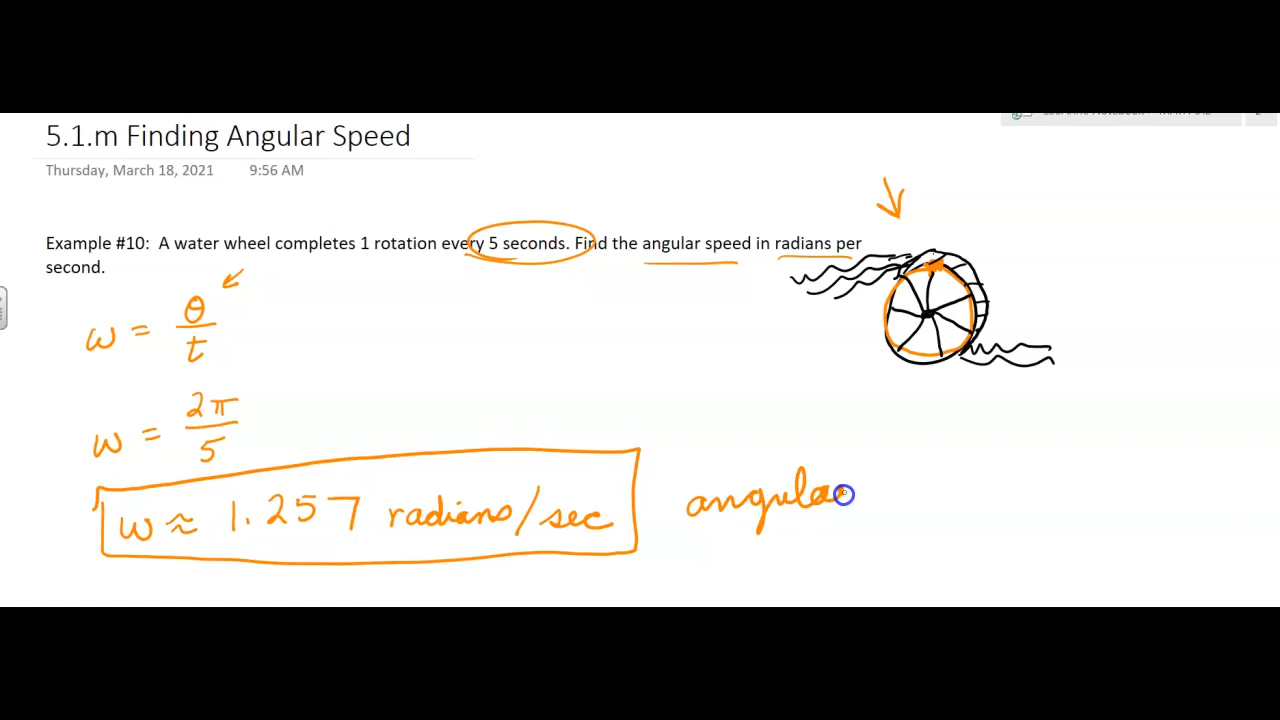 5.1.m Finding Angular Speed
Thursday, March 18, 2021 9:56 AM
Example #10: A water wheel completes 1 rotation every 5 seconds. Find the angular speed in radians per
second.
ω = θ/t
ω = 2π/5
ω ≈ 1.257 radians/sec
angular